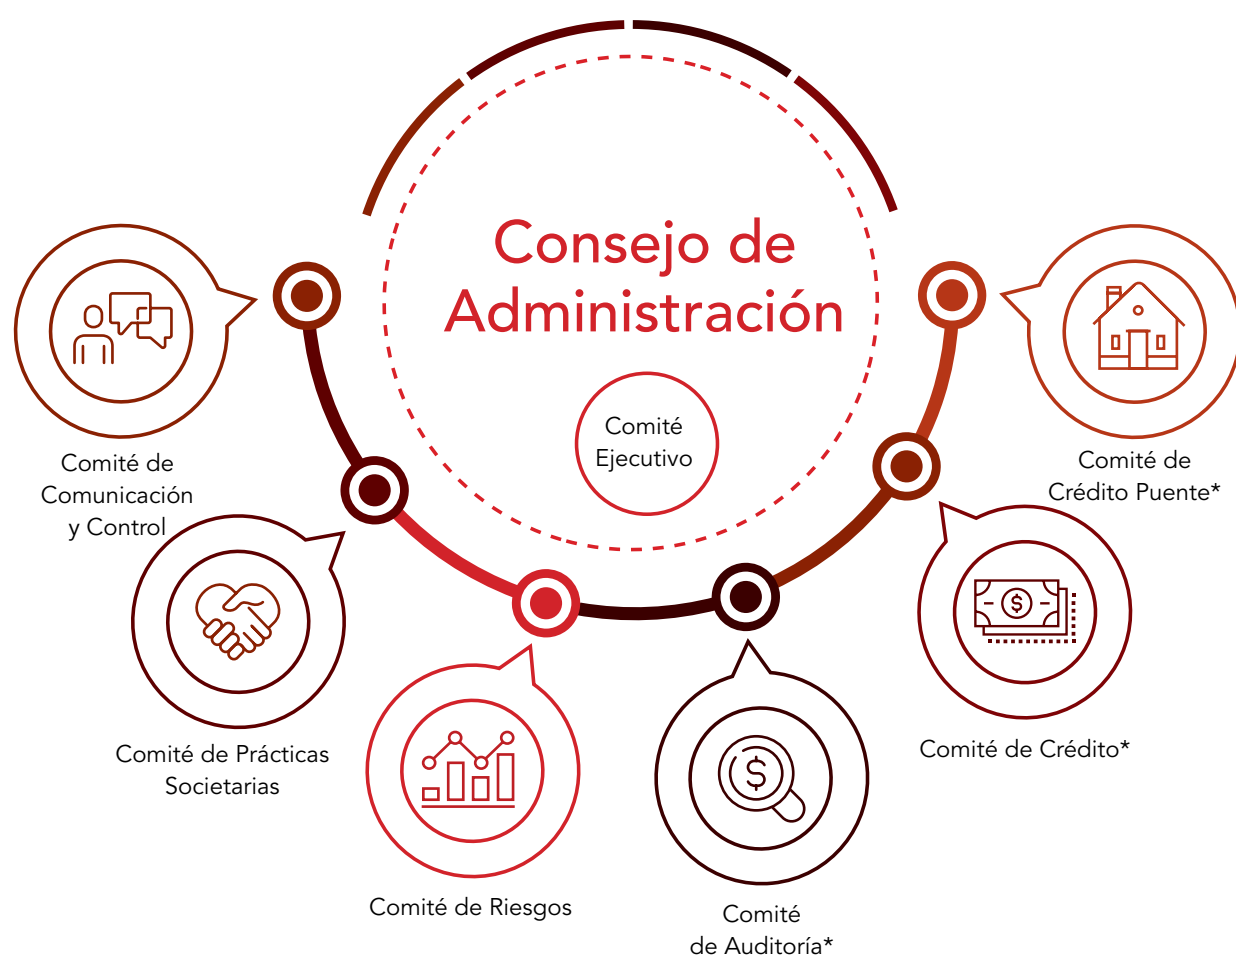 Consejo de
Administración
Comité
Ejecutivo
Comité de
Comunicación
y Control
Comité de Prácticas
Societarias
Comité de Riesgos
Comité
de Auditoría*
Comité de Crédito*
Comité de
Crédito Puente*